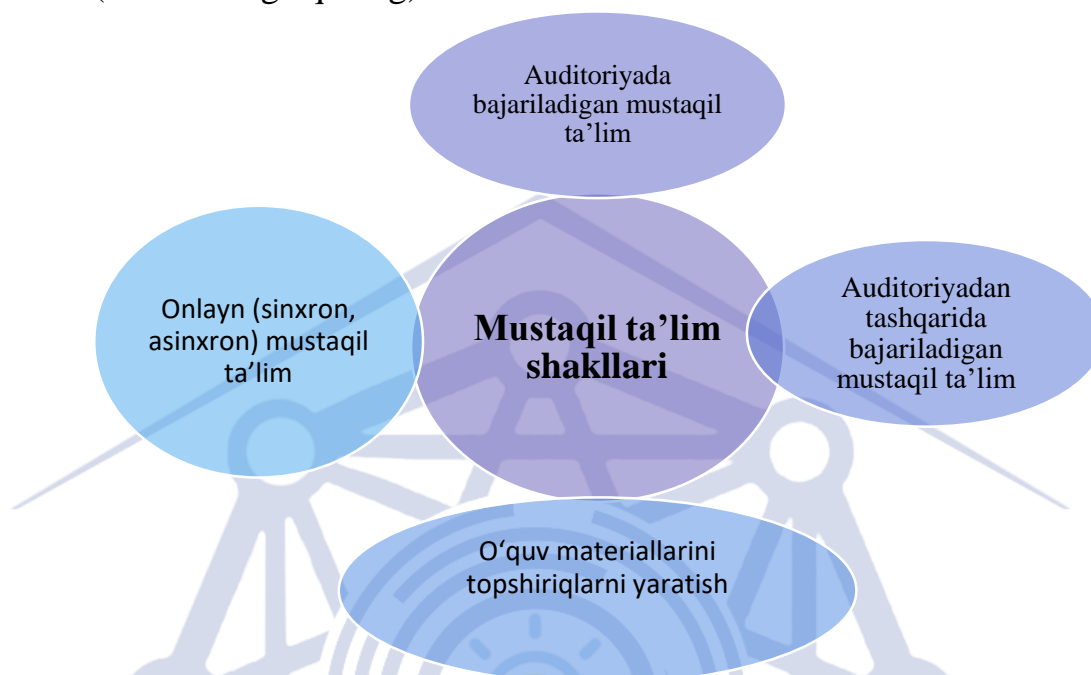 Auditoriyada
bajariladigan mustaqil
ta’lim
Onlayn (sinxron,
asinxron) mustaqil
ta’lim
Mustaqil ta’lim
shakllari
Auditoriyadan
tashqarida
bajariladigan
mustaqil ta’lim
O‘quv materiallarini
topshiriqlarni yaratish